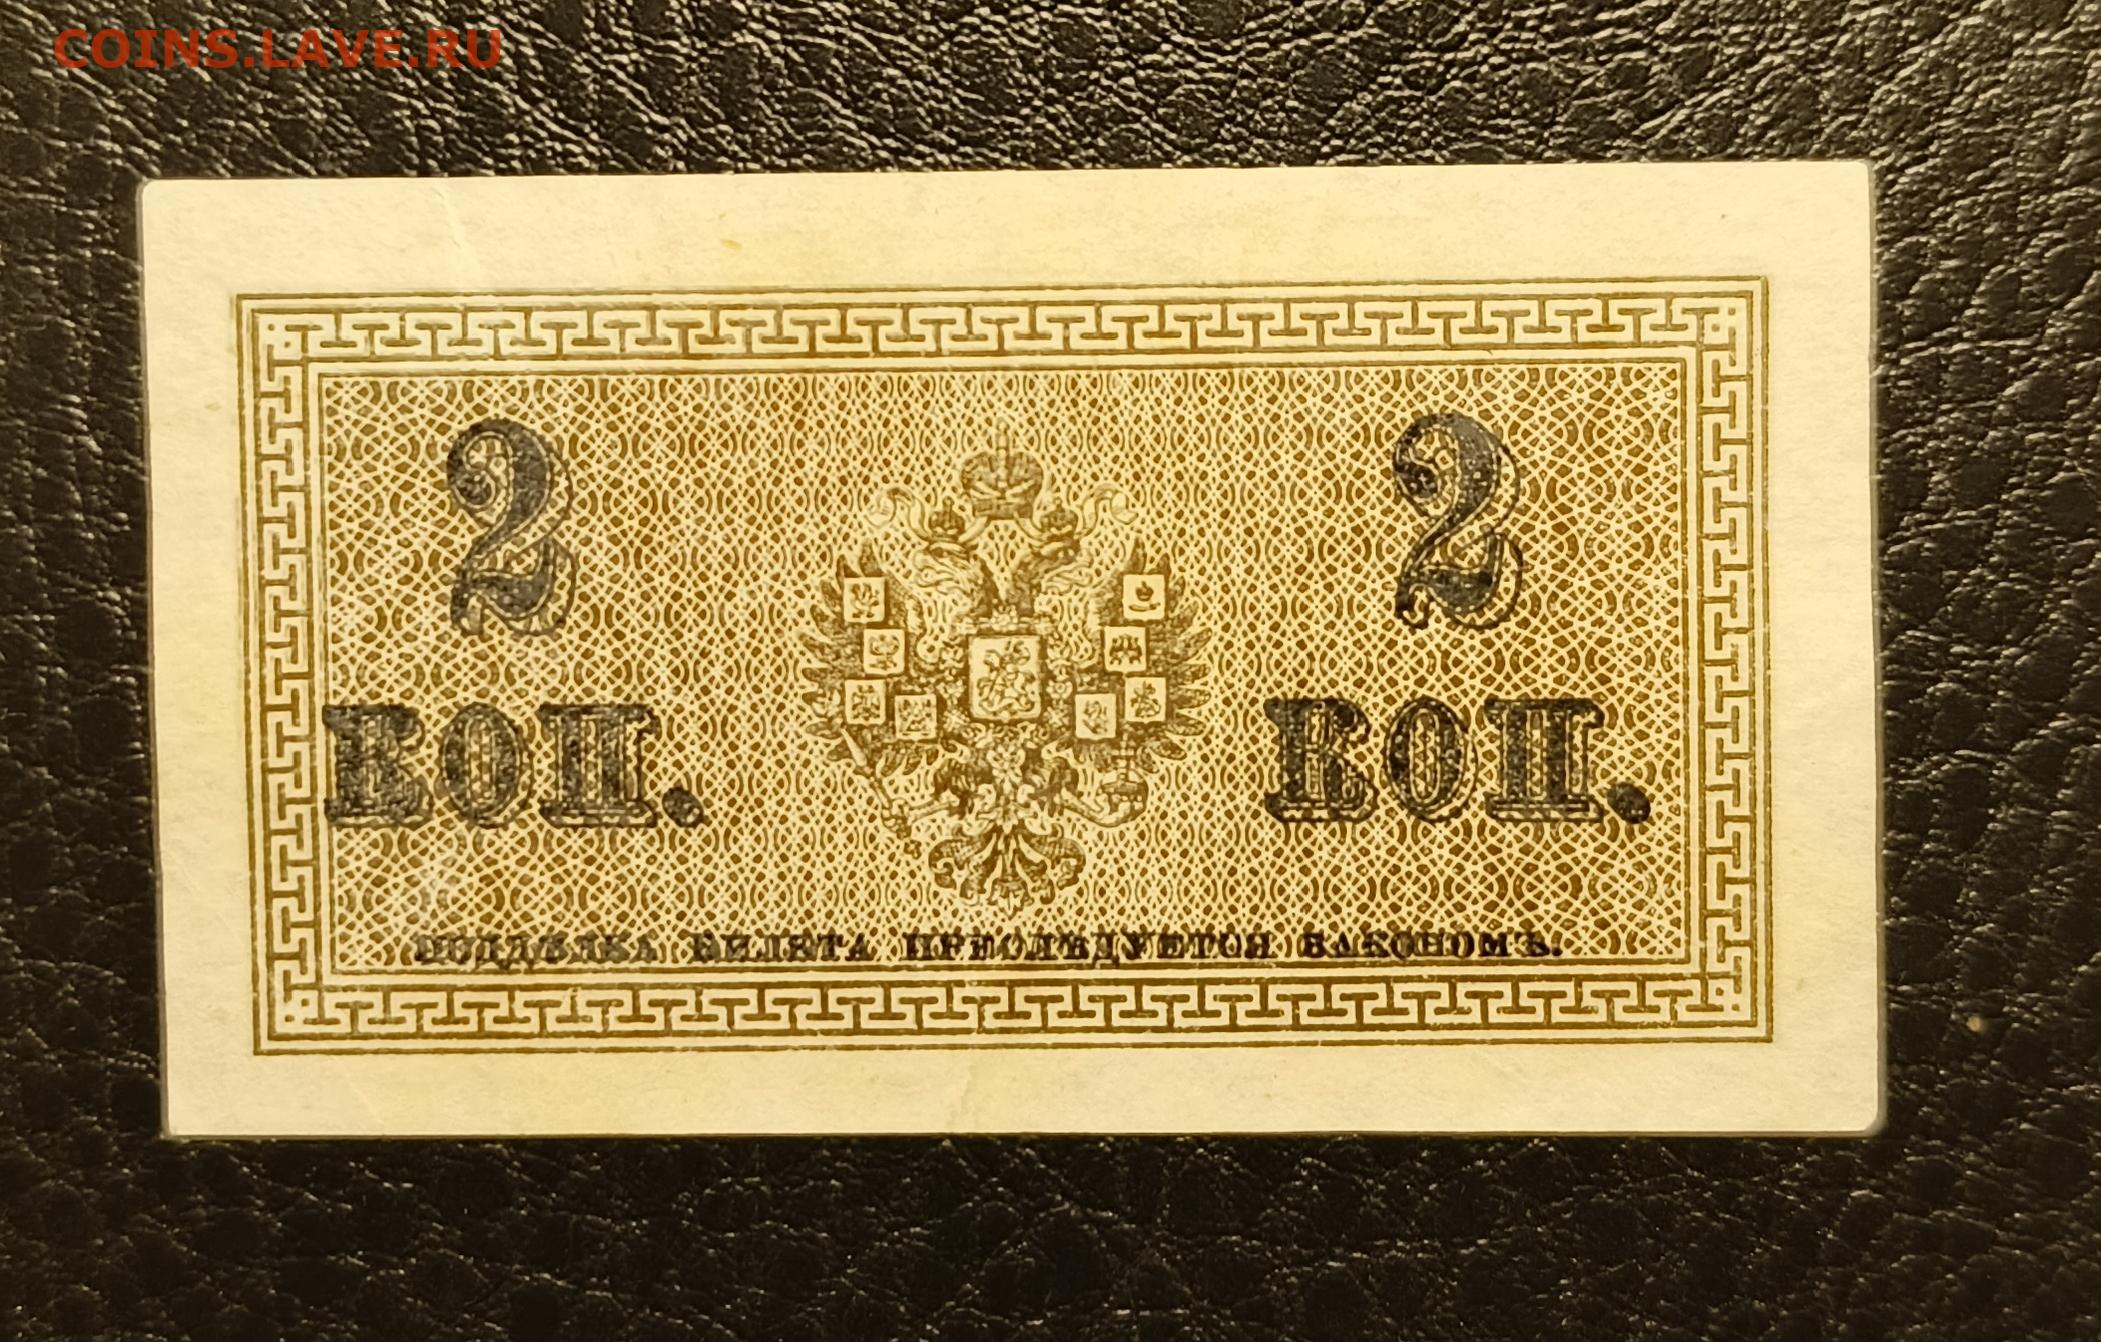 COINS.LAVE.RU
2 2
КОП. КОП.
ПОДДѢЛКА БИЛЕТА ПРЕСЛѢДУЕТСЯ ЗАКОНОМЪ.